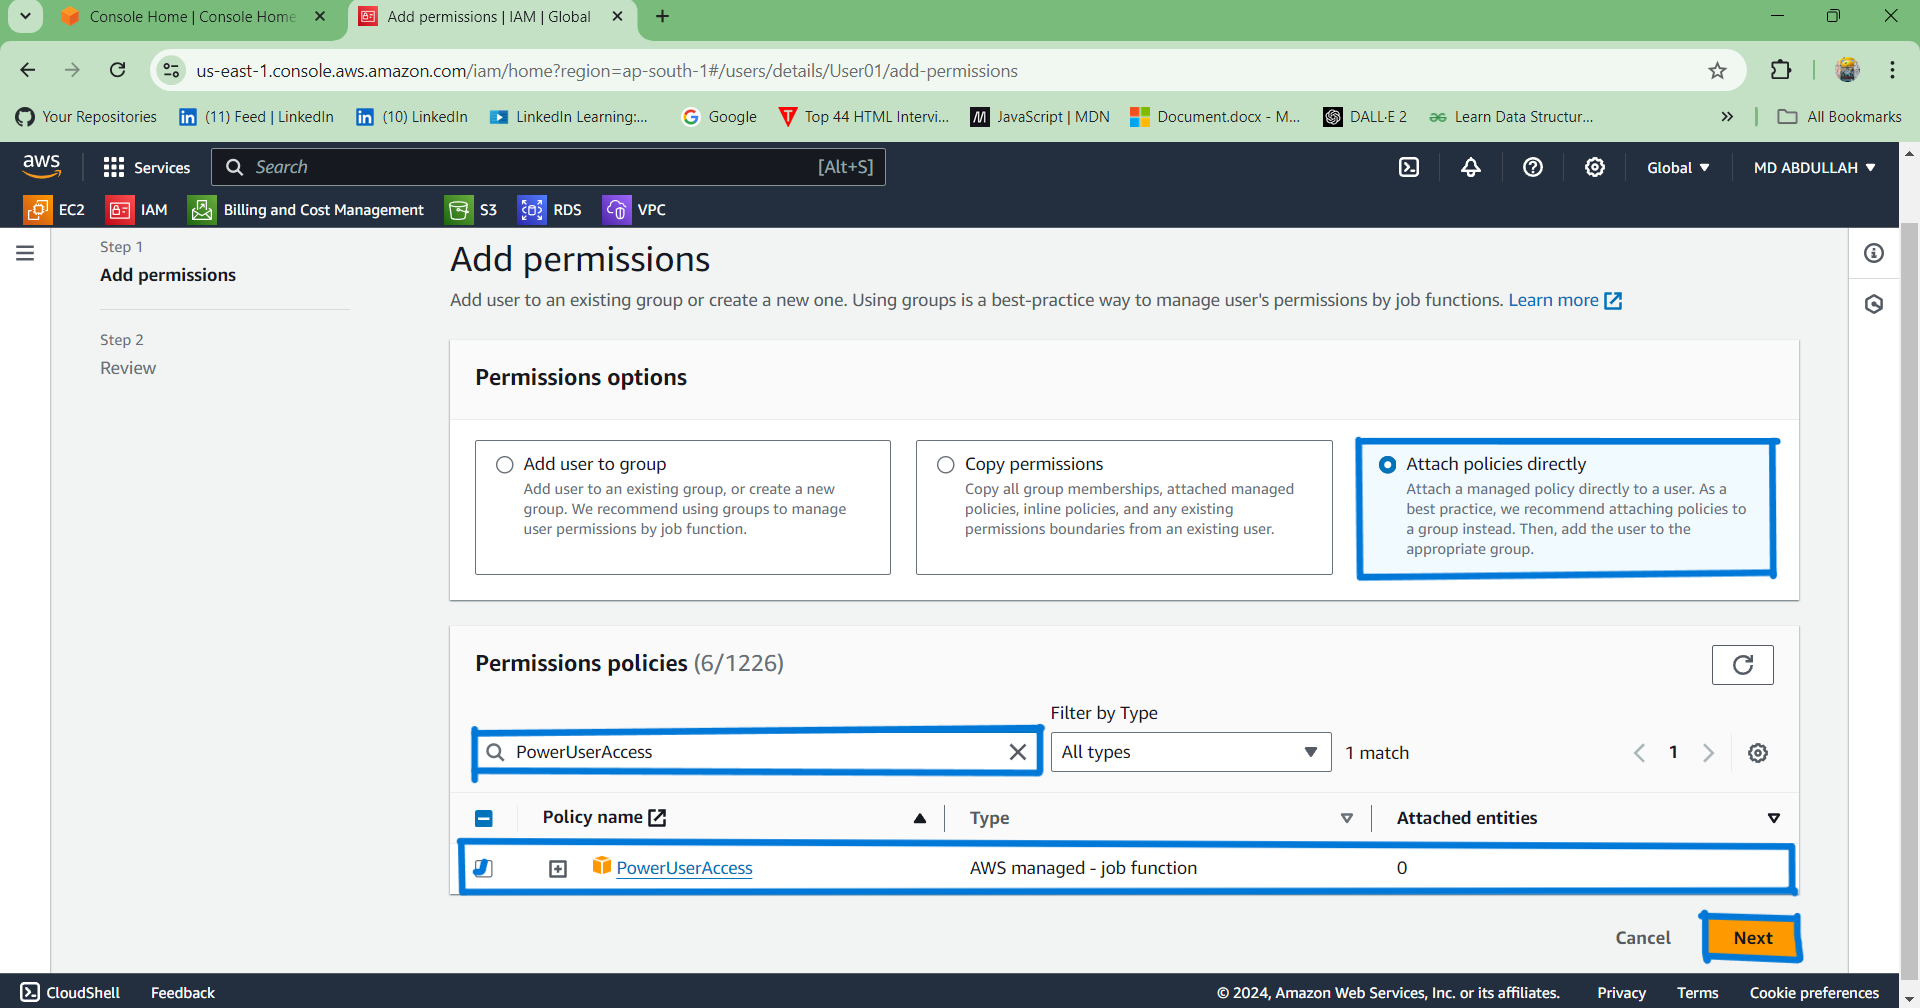 Console Home | Console Home
Add permissions | IAM | Global
us-east-1.console.aws.amazon.com/iam/home?region=ap-south-1#/users/details/User01/add-permissions
Your Repositories
(11) Feed | LinkedIn
(10) LinkedIn
LinkedIn Learning:...
Google
Top 44 HTML Intervi...
JavaScript | MDN
Document.docx - M...
DALL·E 2
Learn Data Structur...
All Bookmarks
aws
Services
Search
[Alt+S]
Global
MD ABDULLAH
EC2
IAM
Billing and Cost Management
S3
RDS
VPC
Step 1
Add permissions
Step 2
Review
Add permissions
Add user to an existing group or create a new one. Using groups is a best-practice way to manage user's permissions by job functions. Learn more
Permissions options
Add user to group
Add user to an existing group, or create a new
group. We recommend using groups to manage
user permissions by job function.
Copy permissions
Copy all group memberships, attached managed
policies, inline policies, and any existing
permissions boundaries from an existing user.
Attach policies directly
Attach a managed policy directly to a user. As a
best practice, we recommend attaching policies to
a group instead. Then, add the user to the
appropriate group.
Permissions policies (6/1226)
Filter by Type
PowerUserAccess
All types
1 match
1
Policy name
Type
Attached entities
PowerUserAccess
AWS managed - job function
0
Cancel
Next
CloudShell
Feedback
© 2024, Amazon Web Services, Inc. or its affiliates.
Privacy
Terms
Cookie preferences